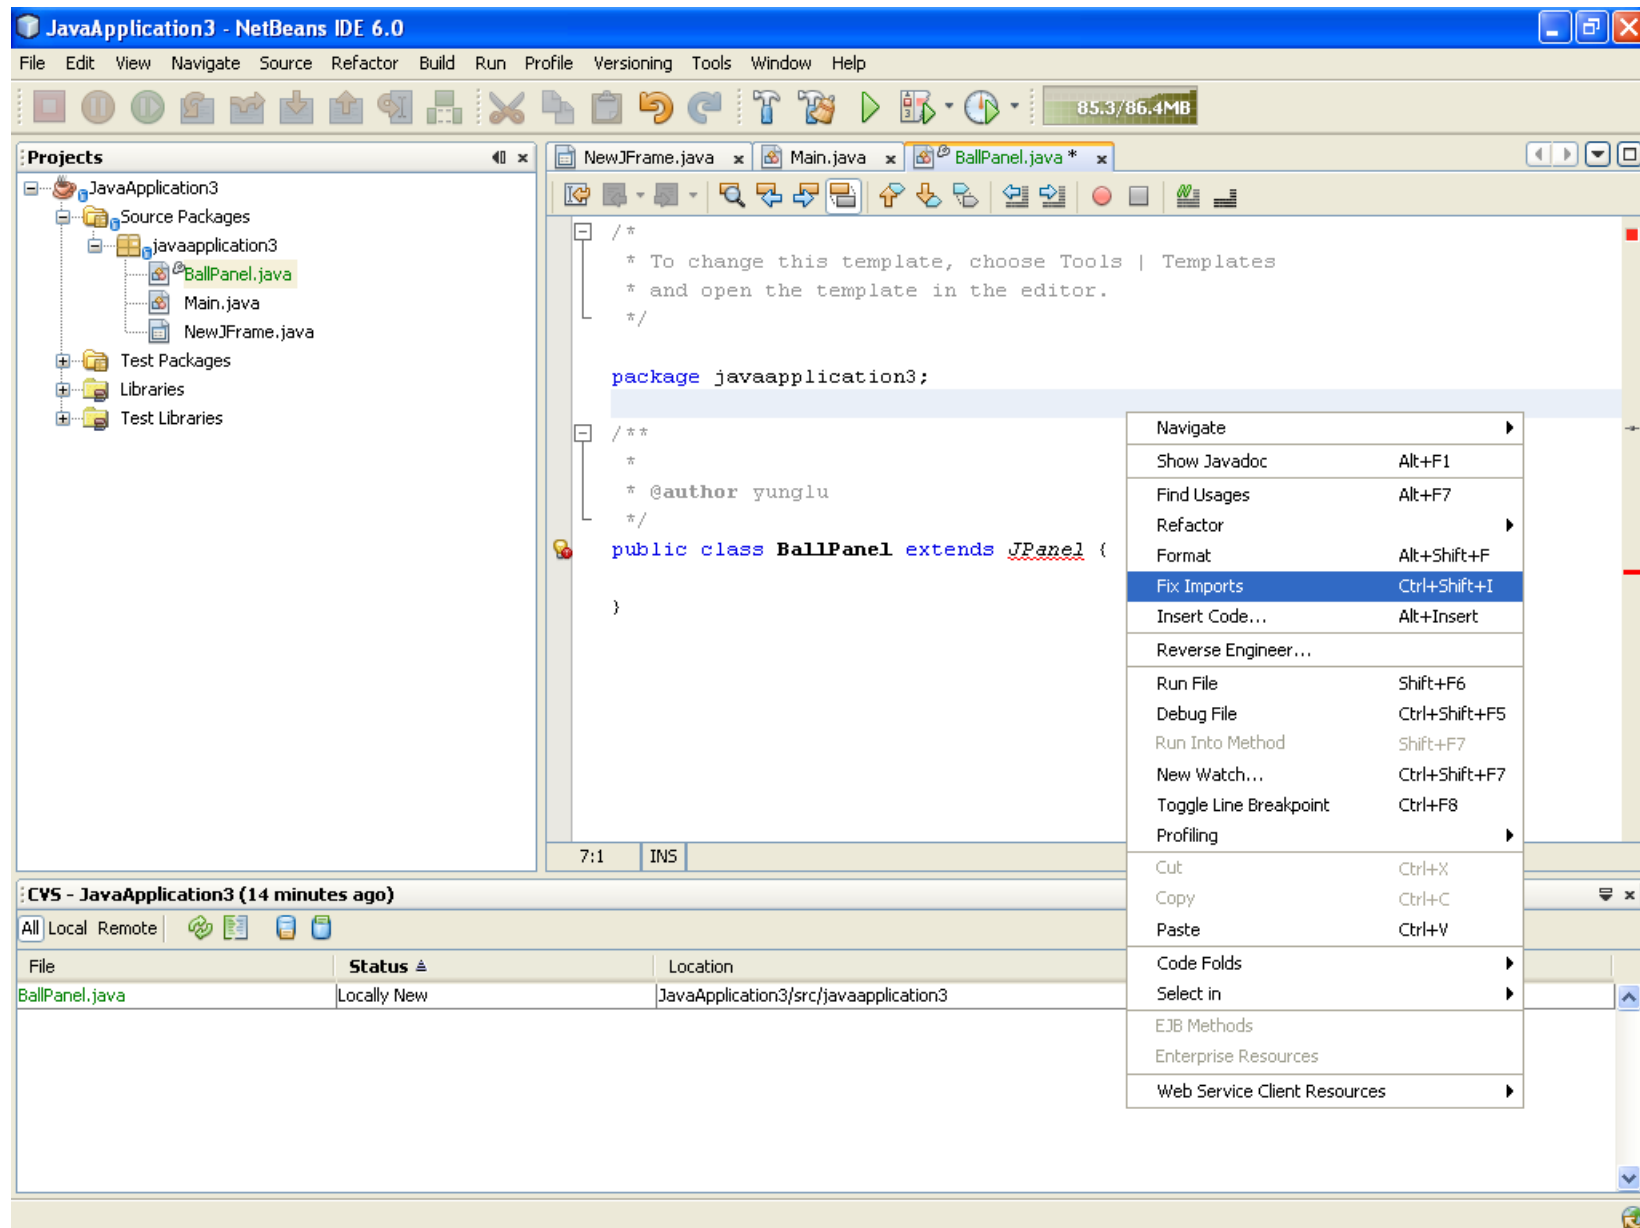 JavaApplication3 - NetBeans IDE 6.0
File Edit View Navigate Source Refactor Build Run Profile Versioning Tools Window Help
85.3/86.4MB
Projects
JavaApplication3
Source Packages
javaapplication3
BallPanel.java
Main.java
NewJFrame.java
Test Packages
Libraries
Test Libraries
NewJFrame.java Main.java BallPanel.java *
/*
* To change this template, choose Tools | Templates
* and open the template in the editor.
*/
package javaapplication3;
/**
*
* @author yunglu
*/
public class BallPanel extends JPanel {
}
7:1 INS
Navigate
Show Javadoc Alt+F1
Find Usages Alt+F7
Refactor
Format Alt+Shift+F
Fix Imports Ctrl+Shift+I
Insert Code... Alt+Insert
Reverse Engineer...
Run File Shift+F6
Debug File Ctrl+Shift+F5
Run Into Method Shift+F7
New Watch... Ctrl+Shift+F7
Toggle Line Breakpoint Ctrl+F8
Profiling
Cut Ctrl+X
Copy Ctrl+C
Paste Ctrl+V
Code Folds
Select in
EJB Methods
Enterprise Resources
Web Service Client Resources
CVS - JavaApplication3 (14 minutes ago)
All Local Remote
File Status Location
BallPanel.java Locally New JavaApplication3/src/javaapplication3